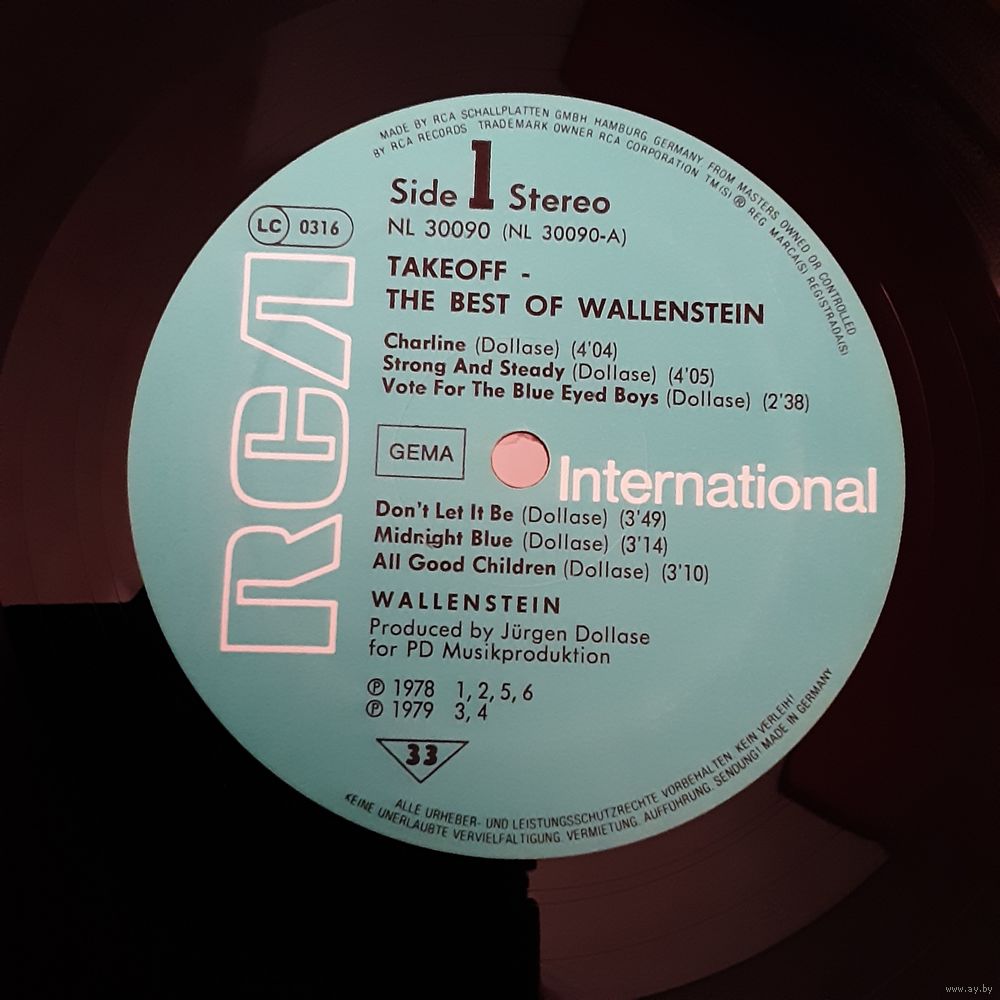 MADE BY RCA SCHALLPLATTEN GMBH HAMBURG GERMANY FROM MASTERS OWNED OR CONTROLLED
BY RCA RECORDS TRADEMARK OWNER RCA CORPORATION TM(S) ® REG MARCA(S) REGISTRADA(S)
Side 1 Stereo
LC 0316
NL 30090 (NL 30090-A)
TAKEOFF -
THE BEST OF WALLENSTEIN
RCA
Charline (Dollase) (4'04)
Strong And Steady (Dollase) (4'05)
Vote For The Blue Eyed Boys (Dollase) (2'38)
GEMA
International
Don't Let It Be (Dollase) (3'49)
Midnight Blue (Dollase) (3'14)
All Good Children (Dollase) (3'10)
WALLENSTEIN
Produced by Jürgen Dollase
for PD Musikproduktion
℗ 1978 1, 2, 5, 6
℗ 1979 3, 4
33
ALLE URHEBER- UND LEISTUNGSSCHUTZRECHTE VORBEHALTEN. KEIN VERLEIH!
KEINE UNERLAUBTE VERVIELFÄLTIGUNG. VERMIETUNG. AUFFÜHRUNG. SENDUNG! MADE IN GERMANY
www.ay.by